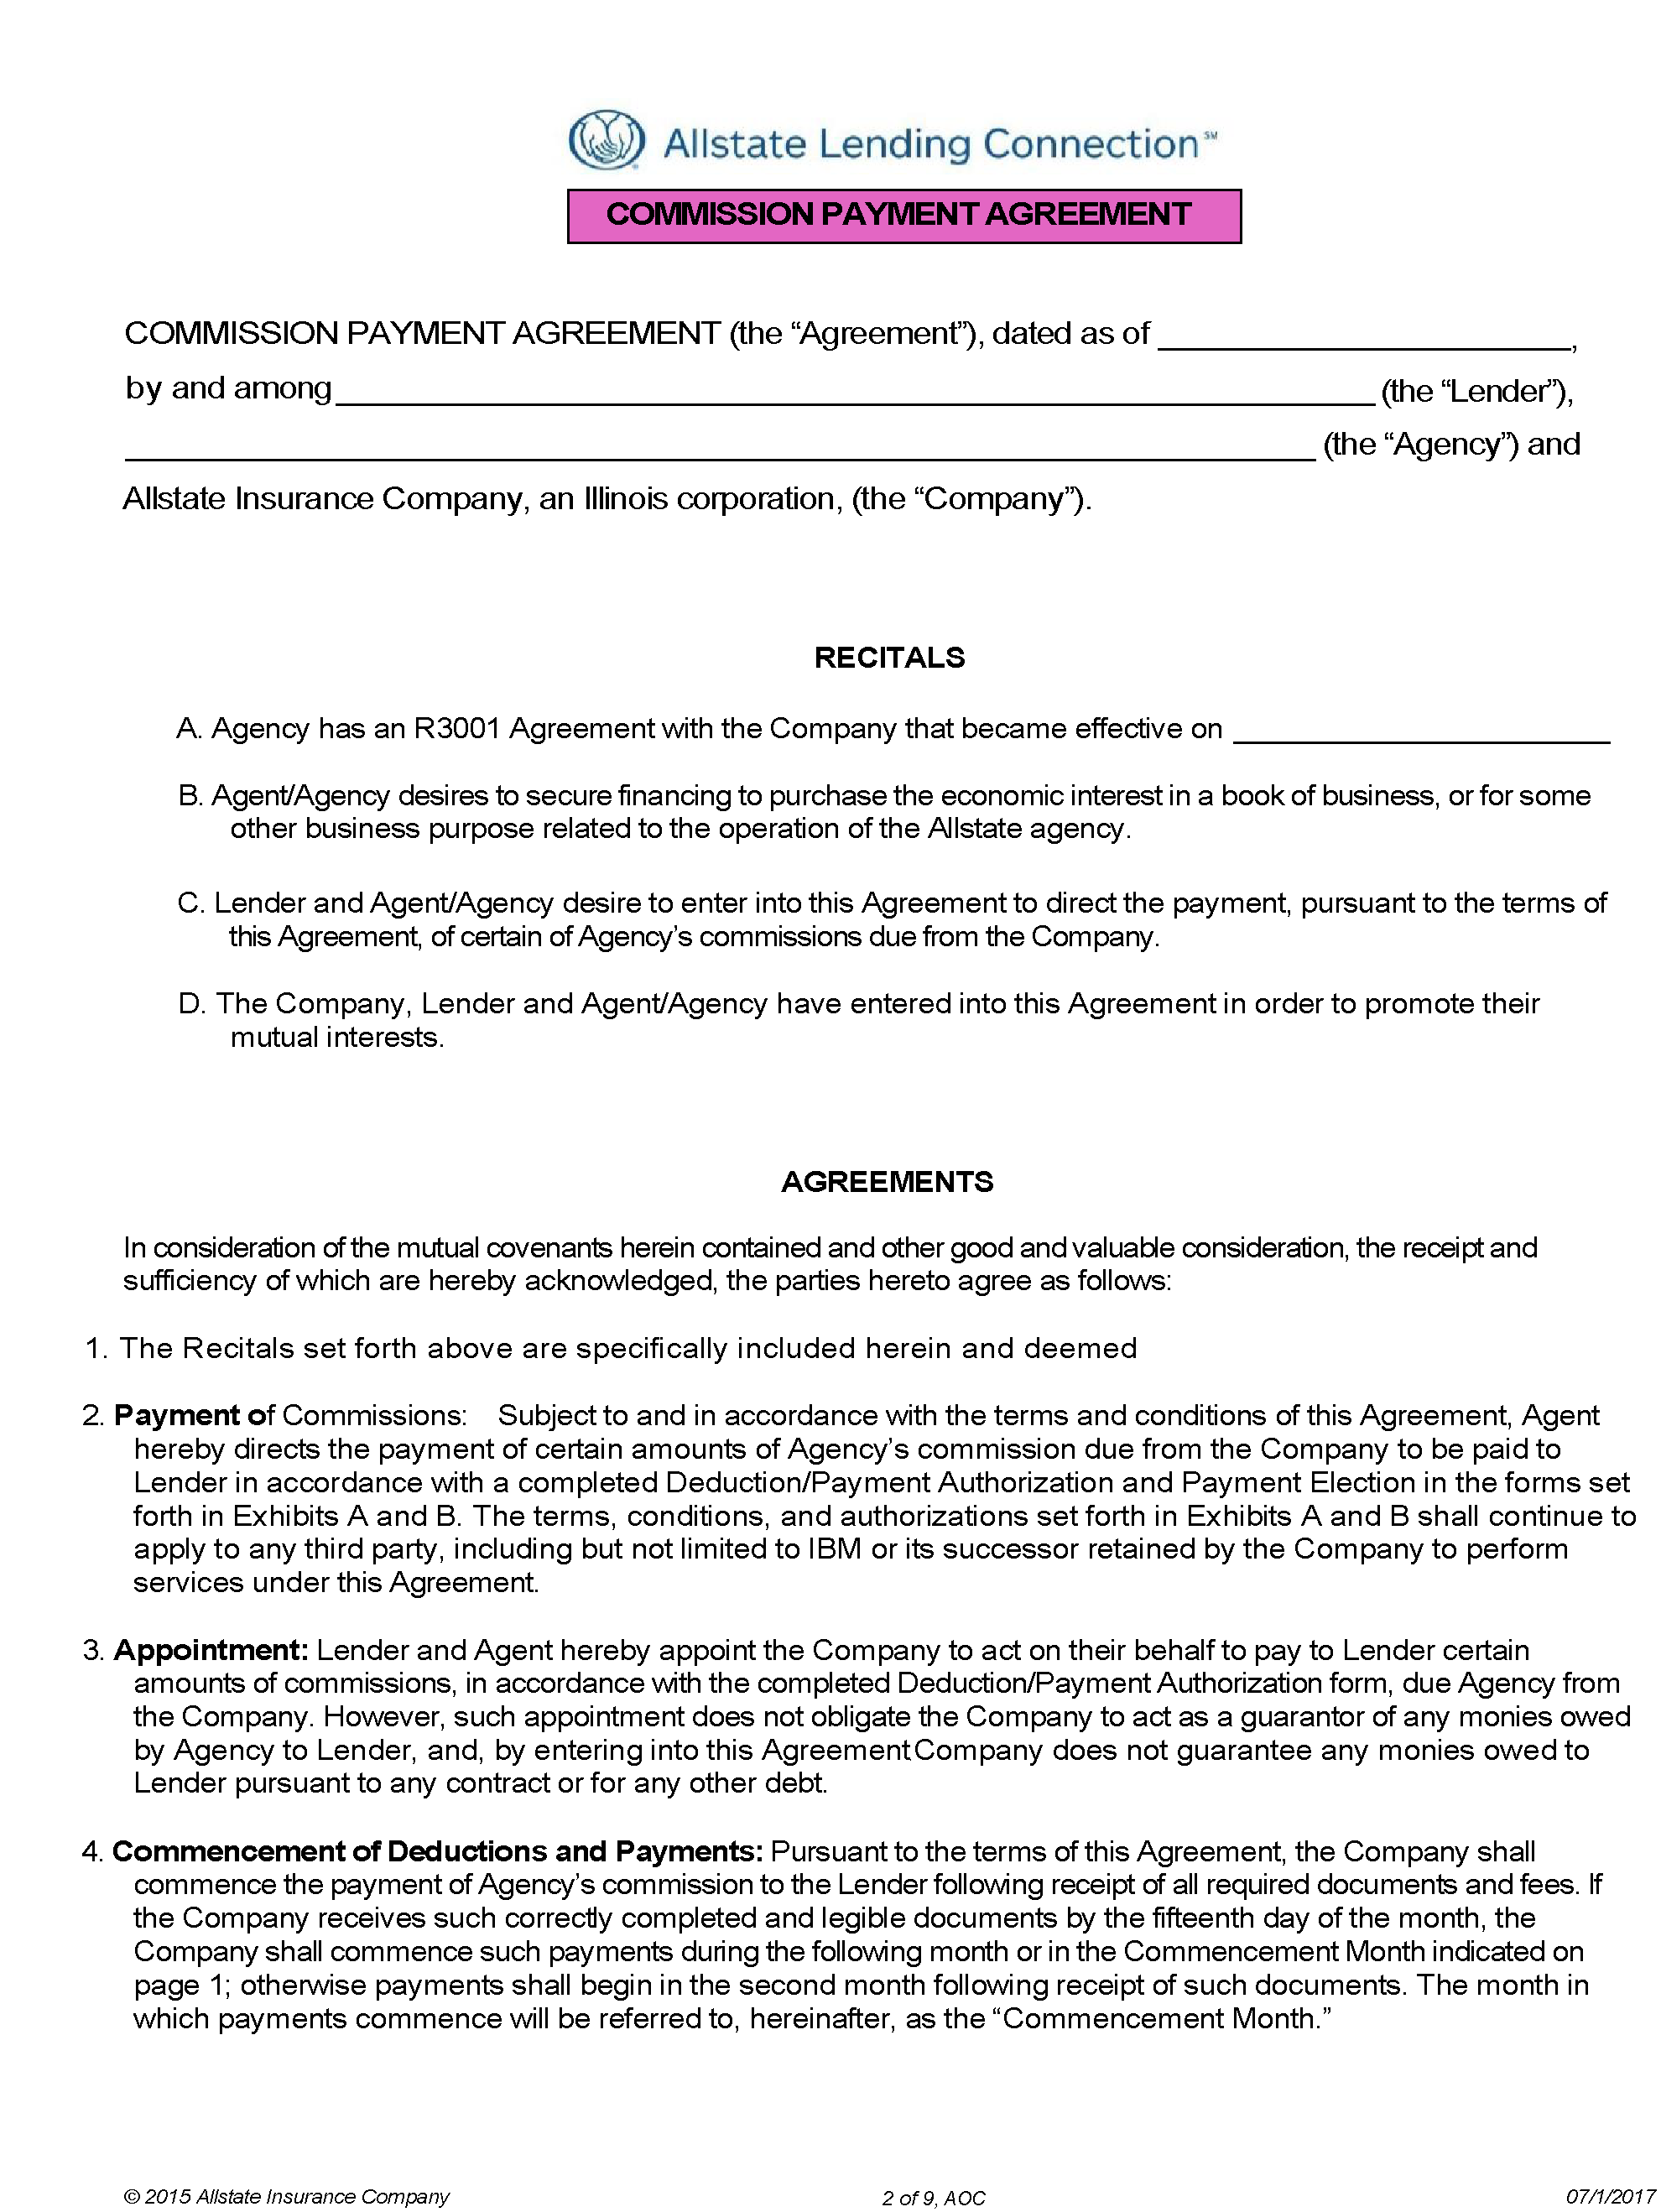 Allstate Lending Connection℠
COMMISSION PAYMENT AGREEMENT
COMMISSION PAYMENT AGREEMENT (the “Agreement”), dated as of ____________________,
by and among____________________(the “Lender”),
____________________ (the “Agency”) and
Allstate Insurance Company, an Illinois corporation, (the “Company”).
RECITALS
A. Agency has an R3001 Agreement with the Company that became effective on ____________________
B. Agent/Agency desires to secure financing to purchase the economic interest in a book of business, or for some
other business purpose related to the operation of the Allstate agency.
C. Lender and Agent/Agency desire to enter into this Agreement to direct the payment, pursuant to the terms of
this Agreement, of certain of Agency’s commissions due from the Company.
D. The Company, Lender and Agent/Agency have entered into this Agreement in order to promote their
mutual interests.
AGREEMENTS
In consideration of the mutual covenants herein contained and other good and valuable consideration, the receipt and
sufficiency of which are hereby acknowledged, the parties hereto agree as follows:
1. The Recitals set forth above are specifically included herein and deemed
2. Payment of Commissions: Subject to and in accordance with the terms and conditions of this Agreement, Agent
hereby directs the payment of certain amounts of Agency’s commission due from the Company to be paid to
Lender in accordance with a completed Deduction/Payment Authorization and Payment Election in the forms set
forth in Exhibits A and B. The terms, conditions, and authorizations set forth in Exhibits A and B shall continue to
apply to any third party, including but not limited to IBM or its successor retained by the Company to perform
services under this Agreement.
3. Appointment: Lender and Agent hereby appoint the Company to act on their behalf to pay to Lender certain
amounts of commissions, in accordance with the completed Deduction/Payment Authorization form, due Agency from
the Company. However, such appointment does not obligate the Company to act as a guarantor of any monies owed
by Agency to Lender, and, by entering into this Agreement Company does not guarantee any monies owed to
Lender pursuant to any contract or for any other debt.
4. Commencement of Deductions and Payments: Pursuant to the terms of this Agreement, the Company shall
commence the payment of Agency’s commission to the Lender following receipt of all required documents and fees. If
the Company receives such correctly completed and legible documents by the fifteenth day of the month, the
Company shall commence such payments during the following month or in the Commencement Month indicated on
page 1; otherwise payments shall begin in the second month following receipt of such documents. The month in
which payments commence will be referred to, hereinafter, as the “Commencement Month.”
© 2015 Allstate Insurance Company 2 of 9, AOC 07/1/2017